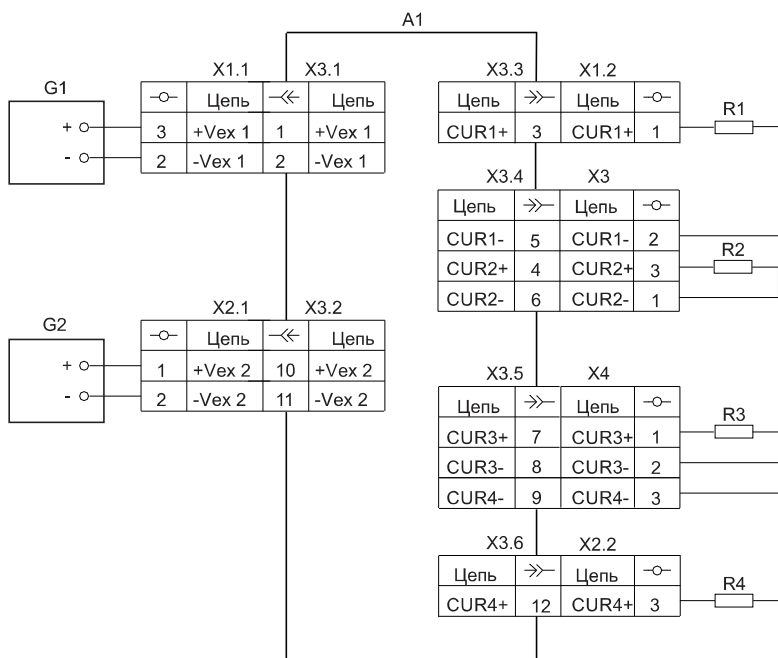 A1
X1.1 X3.1
G1
Цепь Цепь
+ 3 +Vex 1 1 +Vex 1
- 2 -Vex 1 2 -Vex 1
X2.1 X3.2
G2
Цепь Цепь
+ 1 +Vex 2 10 +Vex 2
- 2 -Vex 2 11 -Vex 2
X3.3 X1.2
Цепь Цепь
CUR1+ 3 CUR1+ 1
R1
X3.4 X3
Цепь Цепь
CUR1- 5 CUR1- 2
R2
CUR2+ 4 CUR2+ 3
CUR2- 6 CUR2- 1
X3.5 X4
Цепь Цепь
R3
CUR3+ 7 CUR3+ 1
CUR3- 8 CUR3- 2
CUR4- 9 CUR4- 3
X3.6 X2.2
Цепь Цепь
R4
CUR4+ 12 CUR4+ 3